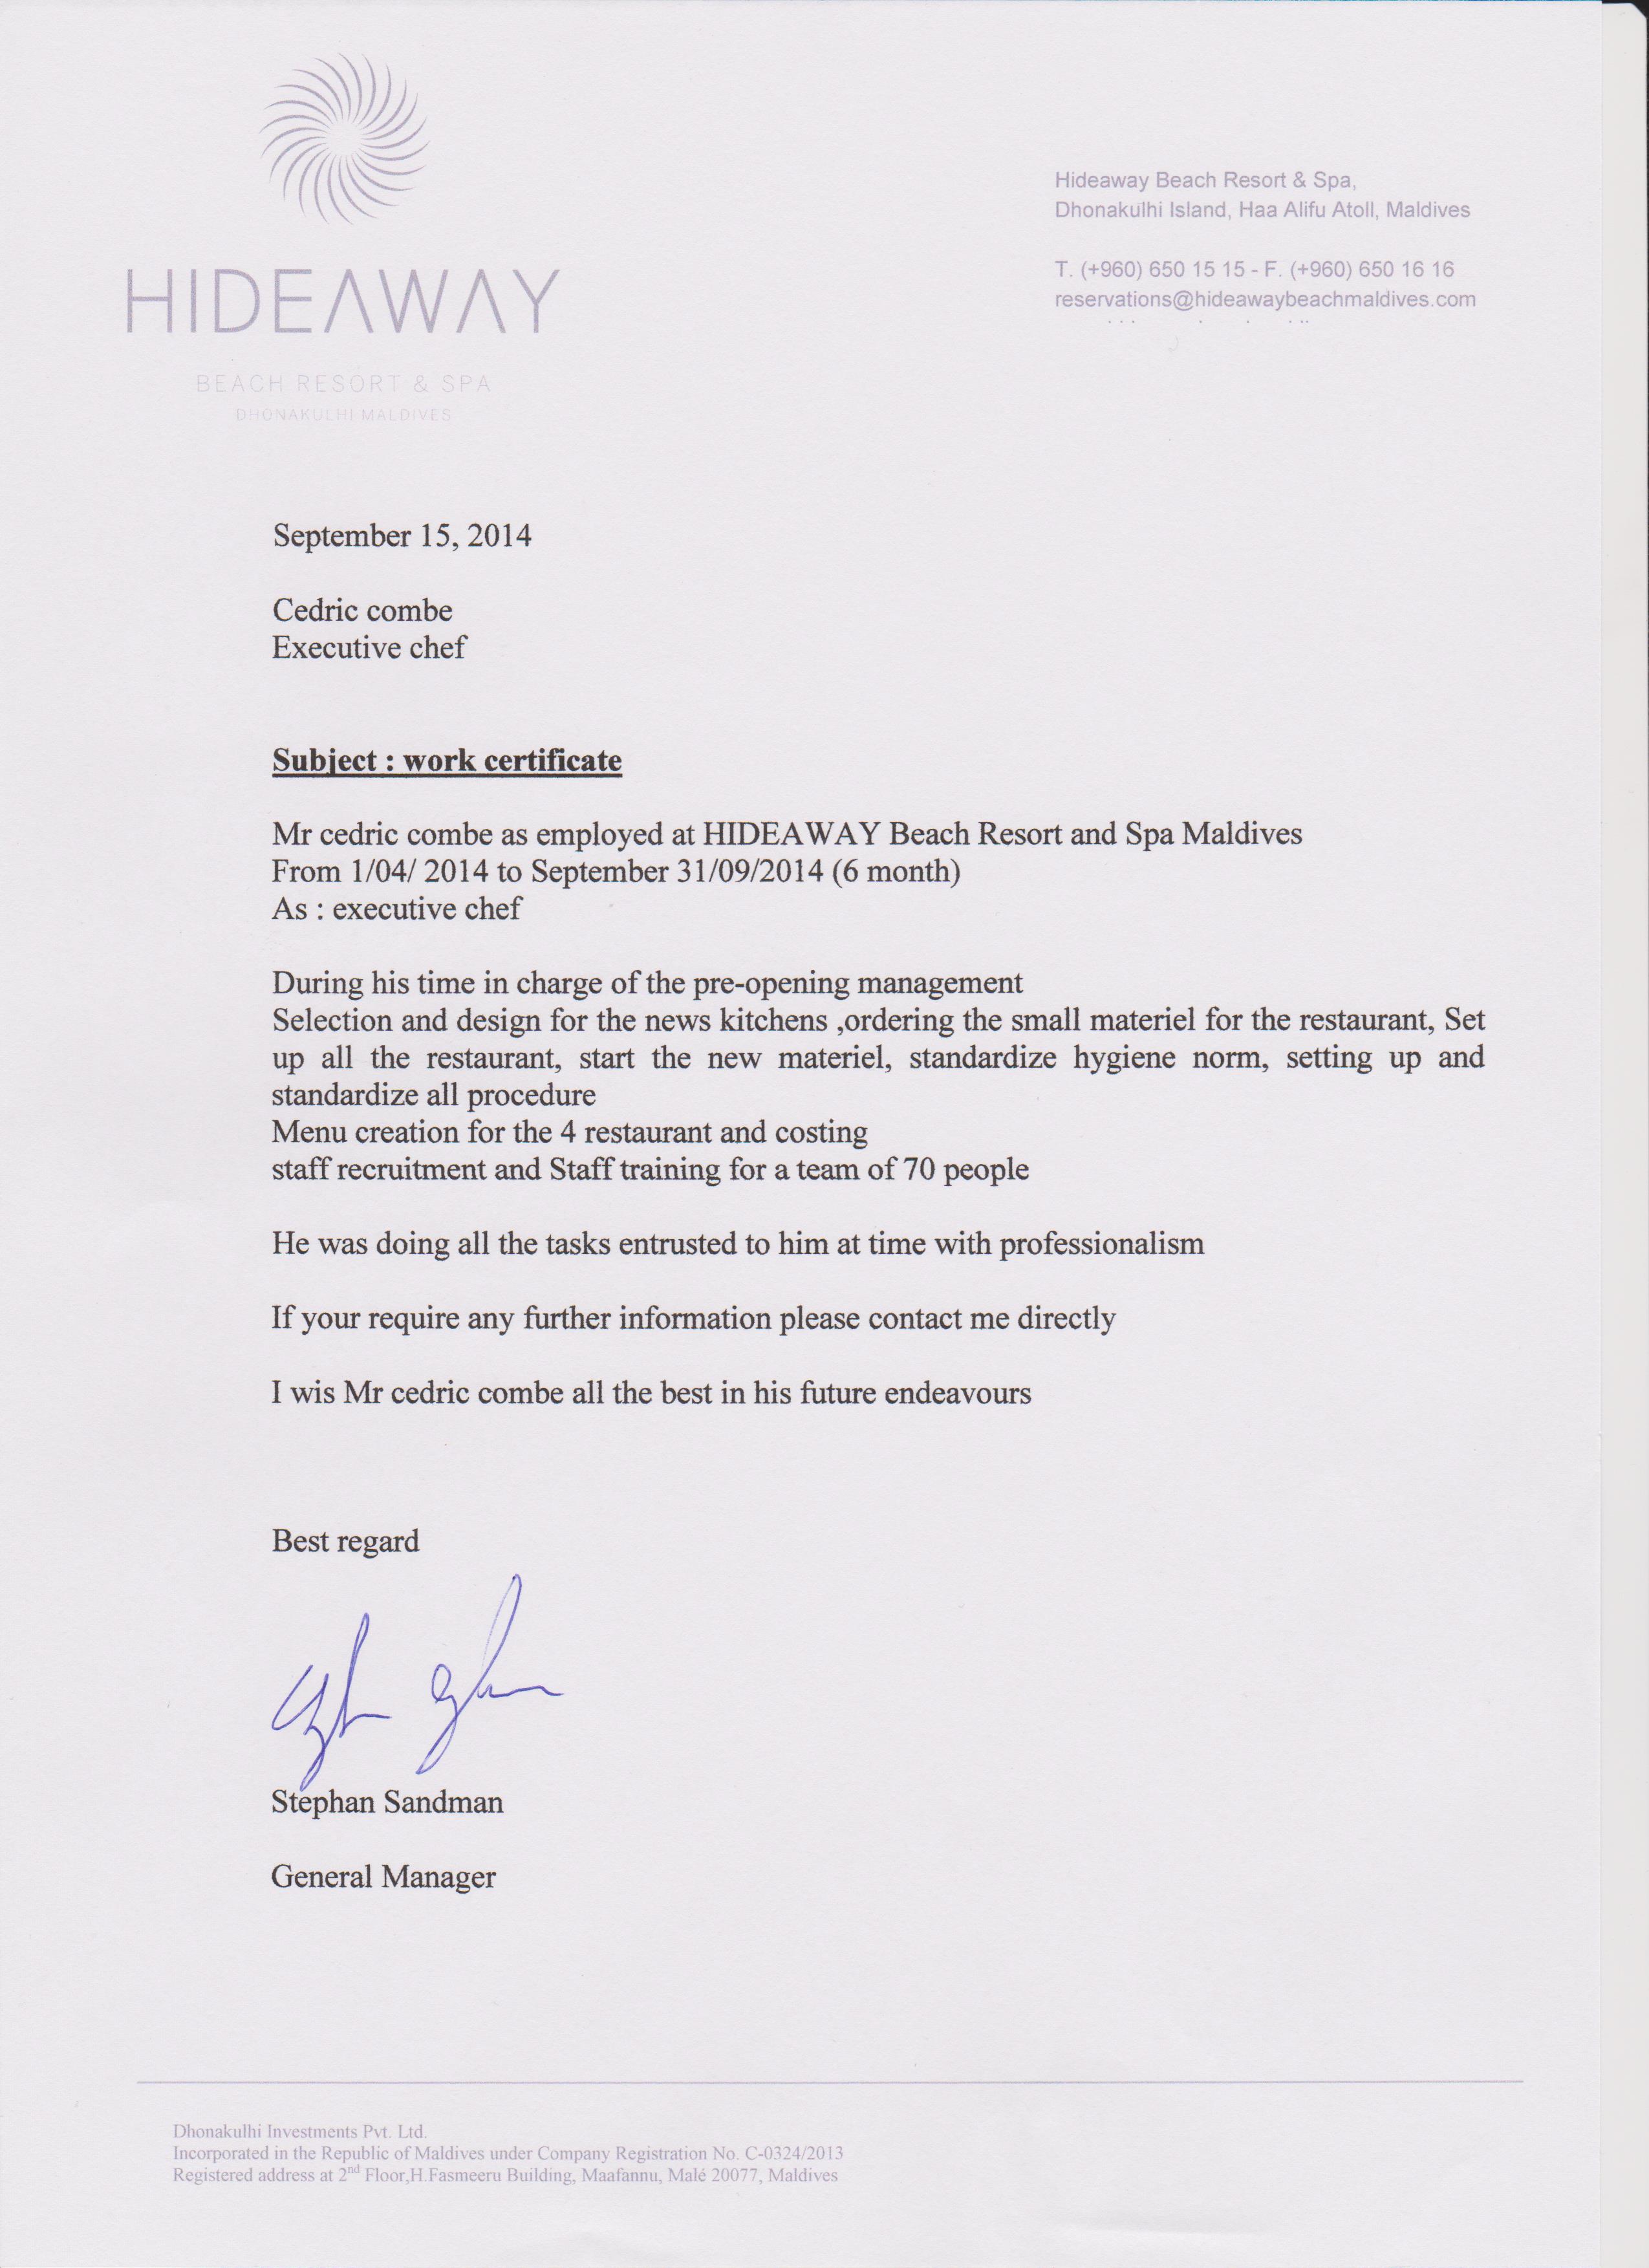 HIDEAWAY
BEACH RESORT & SPA
DHONAKULHI MALDIVES
Hideaway Beach Resort & Spa,
Dhonakulhi Island, Haa Alifu Atoll, Maldives
T. (+960) 650 15 15 - F. (+960) 650 16 16
reservations@hideawaybeachmaldives.com
September 15, 2014
Cedric combe
Executive chef
Subject : work certificate
Mr cedric combe as employed at HIDEAWAY Beach Resort and Spa Maldives
From 1/04/ 2014 to September 31/09/2014 (6 month)
As : executive chef
During his time in charge of the pre-opening management
Selection and design for the news kitchens ,ordering the small materiel for the restaurant, Set
up all the restaurant, start the new materiel, standardize hygiene norm, setting up and
standardize all procedure
Menu creation for the 4 restaurant and costing
staff recruitment and Staff training for a team of 70 people
He was doing all the tasks entrusted to him at time with professionalism
If your require any further information please contact me directly
I wis Mr cedric combe all the best in his future endeavours
Best regard
Stephan Sandman
General Manager
Dhonakulhi Investments Pvt. Ltd.
Incorporated in the Republic of Maldives under Company Registration No. C-0324/2013
Registered address at 2nd Floor,H.Fasmeeru Building, Maafannu, Malé 20077, Maldives